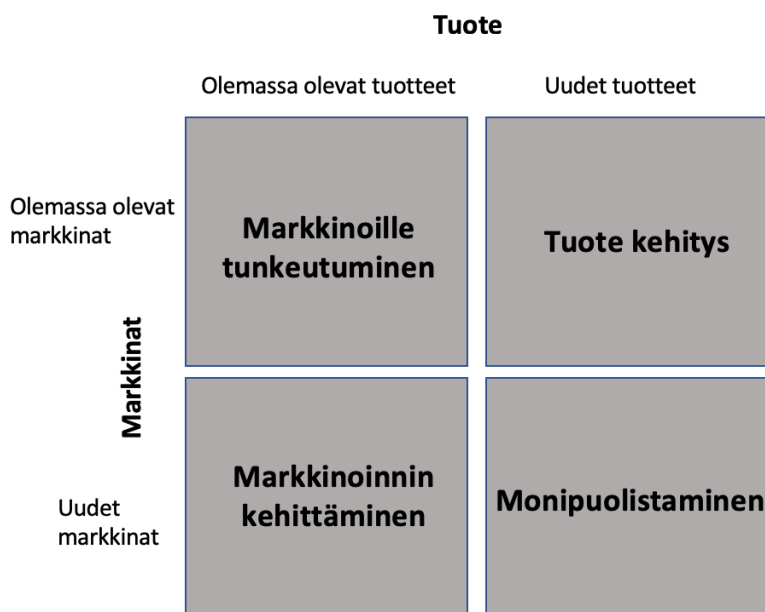 Tuote
Olemassa olevat tuotteet
Uudet tuotteet
Olemassa olevat
markkinat
Markkinoille
tunkeutuminen
Tuote kehitys
Markkinat
Uudet
markkinat
Markkinoinnin
kehittäminen
Monipuolistaminen